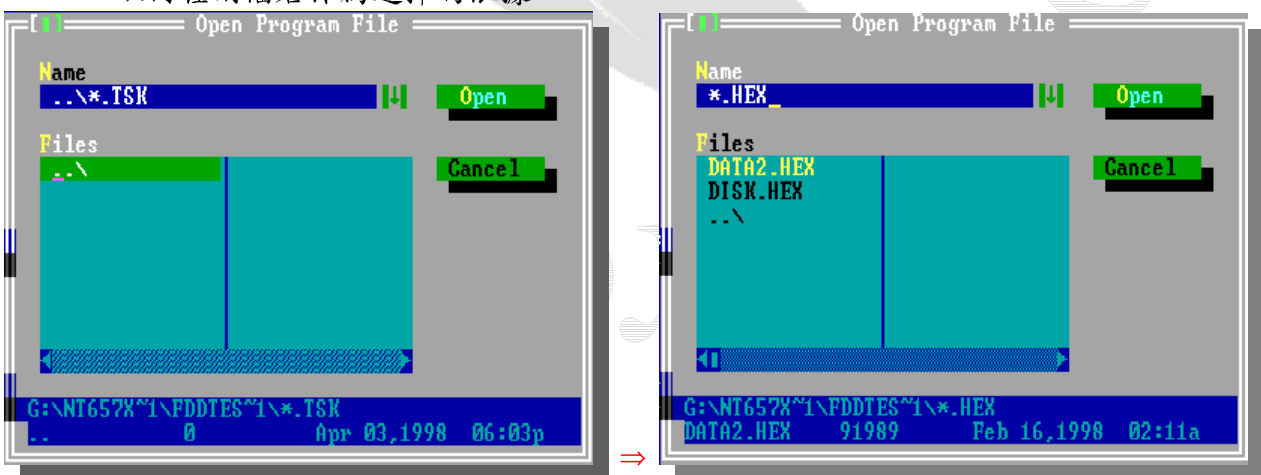 Open Program File
Name
..\*.TSK
Open
Files
..\
Cancel
G:\NT657X~1\FDDTES~1\*.TSK
.. 0 Apr 03,1998 06:03p
⇒
Open Program File
Name
*.HEX_
Open
Files
DATA2.HEX
DISK.HEX
..\
Cancel
G:\NT657X~1\FDDTES~1\*.HEX
DATA2.HEX 91989 Feb 16,1998 02:11a